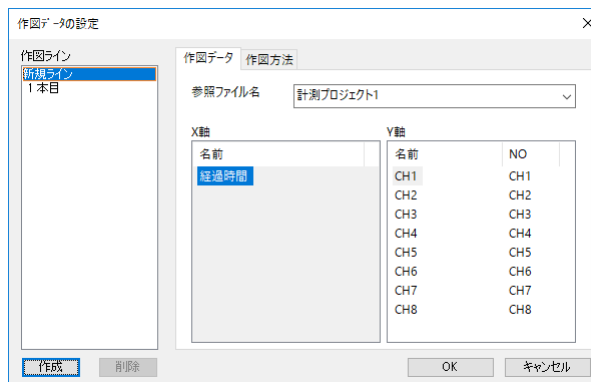 作図データの設定
作図ライン
新規ライン
1本目
作図データ 作図方法
参照ファイル名 計測プロジェクト1
X軸
名前
経過時間
Y軸
名前 NO
CH1 CH1
CH2 CH2
CH3 CH3
CH4 CH4
CH5 CH5
CH6 CH6
CH7 CH7
CH8 CH8
作成 削除 OK キャンセル